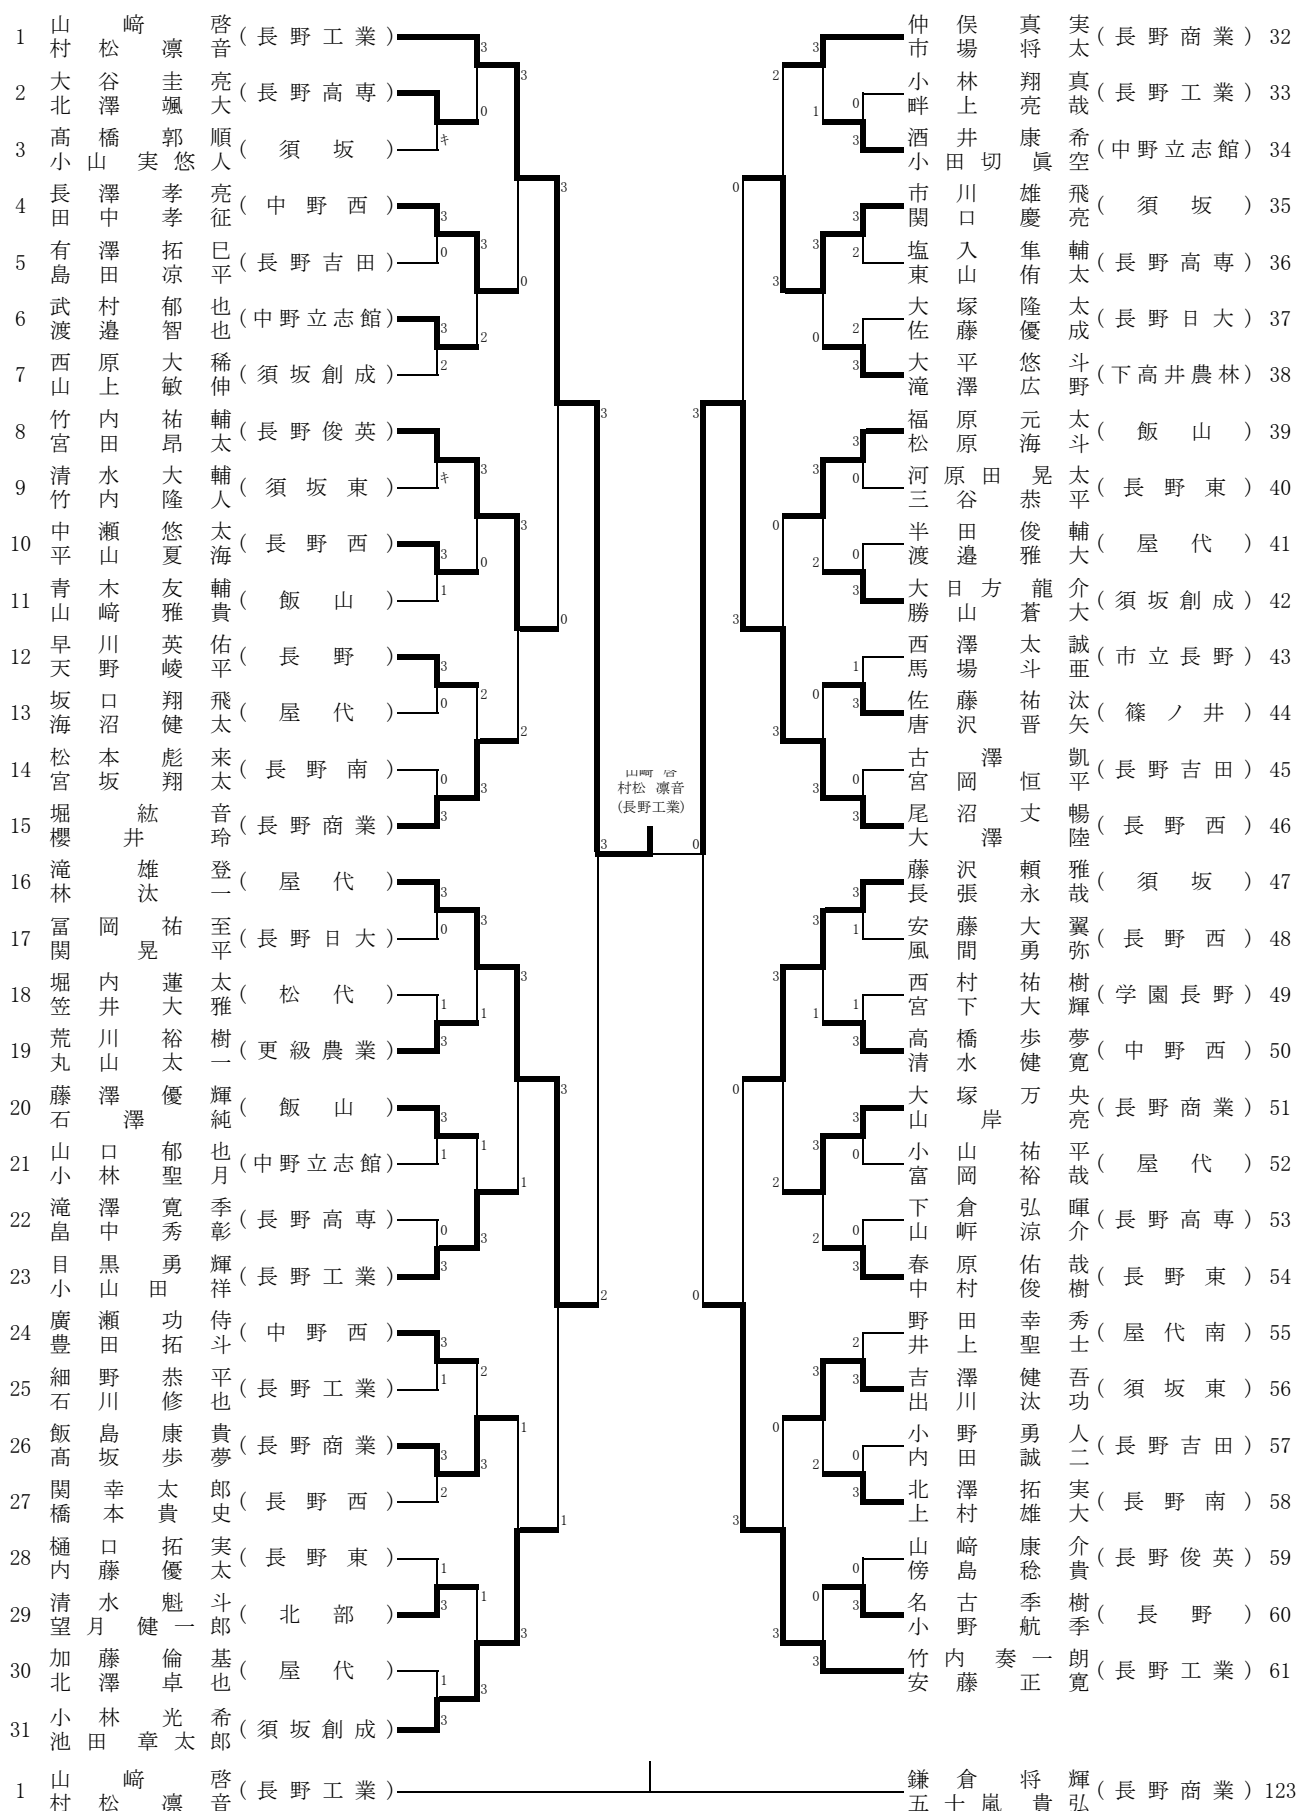 1 山﨑 啓 村松 凛音 (長野工業)
2 大谷 圭亮 北澤 颯大 (長野高専)
3 髙橋 郭順 小山 実悠人 (須坂)
4 長澤 孝亮 田中 孝征 (中野西)
5 有澤 拓巳 島田 凉平 (長野吉田)
6 武村 郁也 渡邉 智也 (中野立志館)
7 西原 大稀 山上 敏伸 (須坂創成)
8 竹内 祐輔 宮田 昂太 (長野俊英)
9 清水 大輔 竹内 隆人 (須坂東)
10 中瀬 悠太 平山 夏海 (長野西)
11 青木 友輔 山﨑 雅貴 (飯山)
12 早川 英佑 天野 崚平 (長野)
13 坂口 翔飛 海沼 健太 (屋代)
14 松本 彪来 宮坂 翔太 (長野南)
15 堀 紘音 櫻井 玲 (長野商業)
16 滝 雄登 林 汰一 (屋代)
17 冨岡 祐至 関 晃平 (長野日大)
18 堀内 蓮太 笠井 大雅 (松代)
19 荒川 裕樹 丸山 太一 (更級農業)
20 藤澤 優輝 石澤 純 (飯山)
21 山口 郁也 小林 聖月 (中野立志館)
22 滝澤 寛季 畠中 秀彰 (長野高専)
23 目黒 勇輝 小山田 祥 (長野工業)
24 廣瀬 功侍 豊田 拓斗 (中野西)
25 細野 恭平 石川 修也 (長野工業)
26 飯島 康貴 髙坂 歩夢 (長野商業)
27 関 幸太郎 橋本 貴史 (長野西)
28 樋口 拓実 内藤 優太 (長野東)
29 清水 魁斗 望月 健一郎 (北部)
30 加藤 倫基 北澤 卓也 (屋代)
31 小林 光希 池田 章太郎 (須坂創成)
山﨑 啓
村松 凛音
(長野工業)
仲俣 真実 市場 将太 (長野商業) 32
小林 翔真 畔上 亮哉 (長野工業) 33
酒井 康希 小田切 眞空 (中野立志館) 34
市川 雄飛 関口 慶亮 (須坂) 35
塩入 隼輔 東山 侑太 (長野高専) 36
大塚 隆太 佐藤 優成 (長野日大) 37
大平 悠斗 滝澤 広野 (下高井農林) 38
福原 元太 松原 海斗 (飯山) 39
河原田 晃太 三谷 恭平 (長野東) 40
半田 俊輔 渡邉 雅大 (屋代) 41
大日方 龍介 勝山 蒼大 (須坂創成) 42
西澤 太誠 馬場 斗亜 (市立長野) 43
佐藤 祐汰 唐沢 晋矢 (篠ノ井) 44
古澤 凱 宮岡 恒平 (長野吉田) 45
尾沼 丈暢 大澤 陸 (長野西) 46
藤沢 頼雅 長張 永哉 (須坂) 47
安藤 大翼 風間 勇弥 (長野西) 48
西村 祐樹 宮下 大輝 (学園長野) 49
高橋 歩夢 清水 健寛 (中野西) 50
大塚 万央 山岸 亮 (長野商業) 51
小山 祐平 富岡 裕哉 (屋代) 52
下倉 弘暉 山㟁 涼介 (長野高専) 53
春原 佑哉 中村 俊樹 (長野東) 54
野田 幸秀 井上 聖士 (屋代南) 55
吉澤 健吾 出川 汰功 (須坂東) 56
小野 勇人 内田 誠二 (長野吉田) 57
北澤 拓実 上村 雄大 (長野南) 58
山﨑 康介 傍島 稔貴 (長野俊英) 59
名古 季樹 小野 航季 (長野) 60
竹内 奏一朗 安藤 正寛 (長野工業) 61
1 山﨑 啓 村松 凛音 (長野工業)
鎌倉 将輝 五十嵐 貴弘 (長野商業) 123